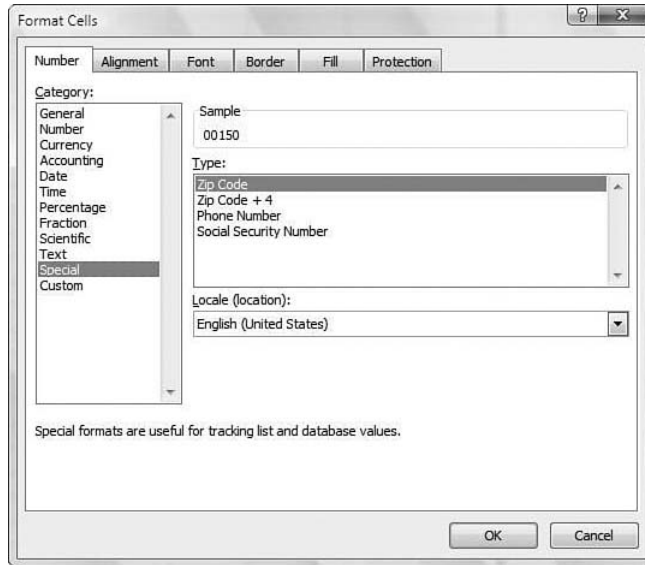 Format Cells
Number Alignment Font Border Fill Protection
Category:
General
Number
Currency
Accounting
Date
Time
Percentage
Fraction
Scientific
Text
Special
Custom
Sample
00150
Type:
Zip Code
Zip Code + 4
Phone Number
Social Security Number
Locale (location):
English (United States)
Special formats are useful for tracking list and database values.
OK Cancel